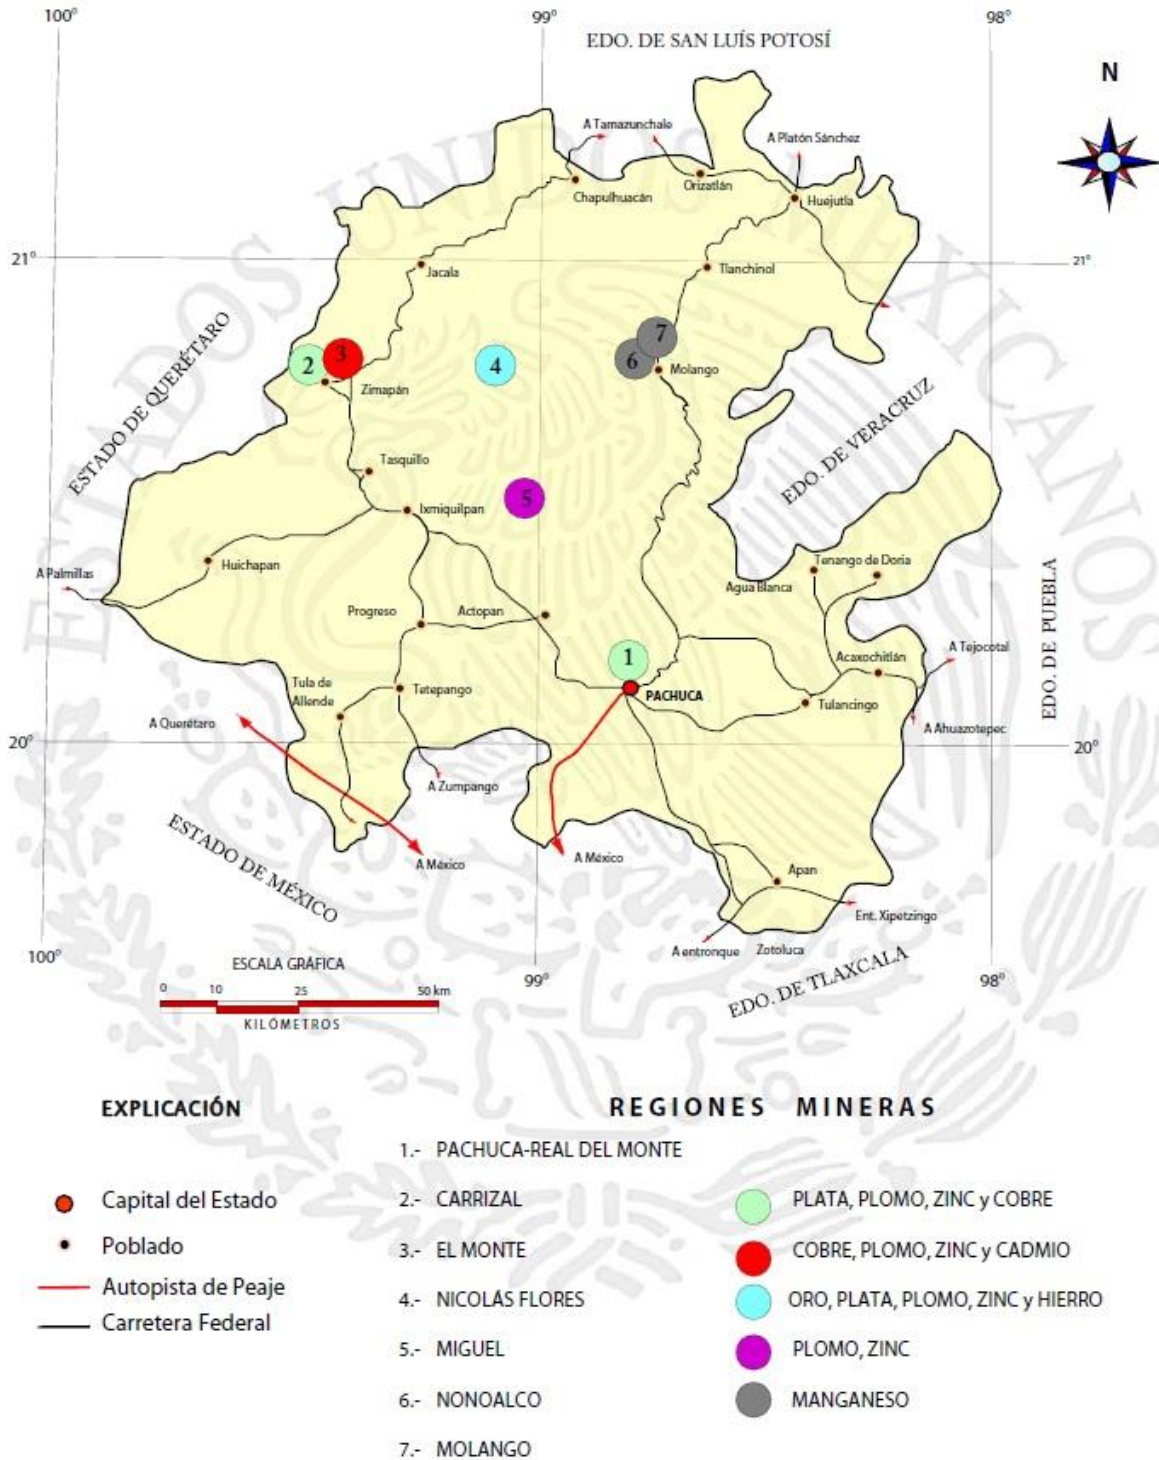 100°
99°
98°
EDO. DE SAN LUÍS POTOSÍ
N
A Tamazunchale
A Platón Sánchez
Orizatlán
Chapulhuacán
Huejutla
21°
21°
Jacala
Tlanchinol
ESTADO DE QUERÉTARO
7
2
3
4
6
Zimapán
Molango
EDO. DE VERACRUZ
Tasquillo
5
Ixmiquilpan
Huichapan
A Palmillas
Tenango de Doria
Agua Blanca
EDO. DE PUEBLA
Progreso
Actopan
1
Acaxochitlán
A Tejocotal
Tula de
Allende
Tetepango
PACHUCA
Tulancingo
A Querétaro
A Ahuazotepec
20°
20°
A Zumpango
ESTADO DE MÉXICO
A México
A México
Apan
Ent. Xipetzingo
A entronque
Zotoluca
EDO. DE TLAXCALA
100°
99°
98°
ESCALA GRÁFICA
0 10 25 50 km
KILÓMETROS
ESTADOS UNIDOS MEXICANOS
EXPLICACIÓN
Capital del Estado
Poblado
Autopista de Peaje
Carretera Federal
REGIONES MINERAS
1.- PACHUCA-REAL DEL MONTE
2.- CARRIZAL
3.- EL MONTE
4.- NICOLÁS FLORES
5.- MIGUEL
6.- NONOALCO
7.- MOLANGO
PLATA, PLOMO, ZINC y COBRE
COBRE, PLOMO, ZINC y CADMIO
ORO, PLATA, PLOMO, ZINC y HIERRO
PLOMO, ZINC
MANGANESO